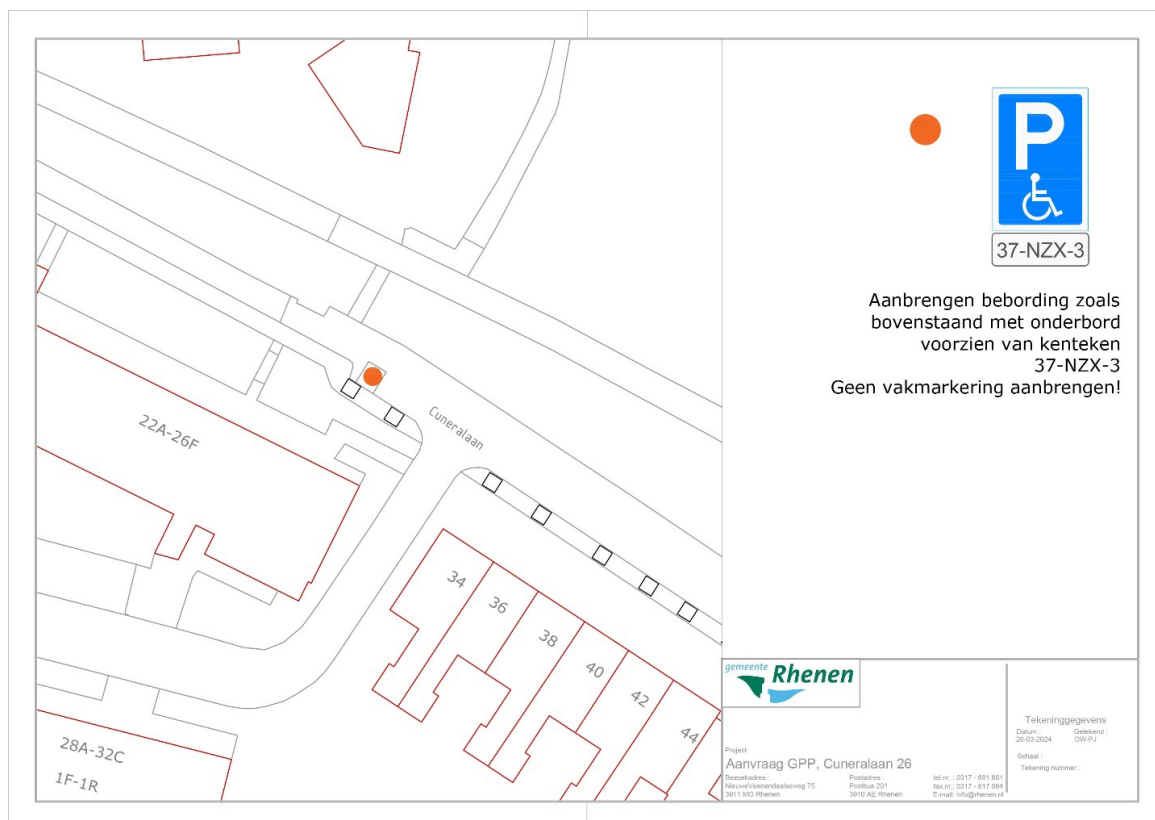 P
37-NZX-3
Aanbrengen bebording zoals
bovenstaand met onderbord
voorzien van kenteken
37-NZX-3
Geen vakmarkering aanbrengen!
22A-26F
Cuneralaan
34
36
38
40
42
44
28A-32C
1F-1R
gemeente
Rhenen
Project
Aanvraag GPP, Cuneralaan 26
Bezoekadres :
NieuweVeenendaalseweg 75
3911 MG Rhenen
Postadres :
Postbus 201
3910 AE Rhenen
tel.nr. : 0317 - 681 681
fax.nr. : 0317 - 617 084
E-mail: info@rhenen.nl
Tekeninggegevens
Datum : Getekend :
26-03-2024 OW-PJ
Schaal :
Tekening nummer :